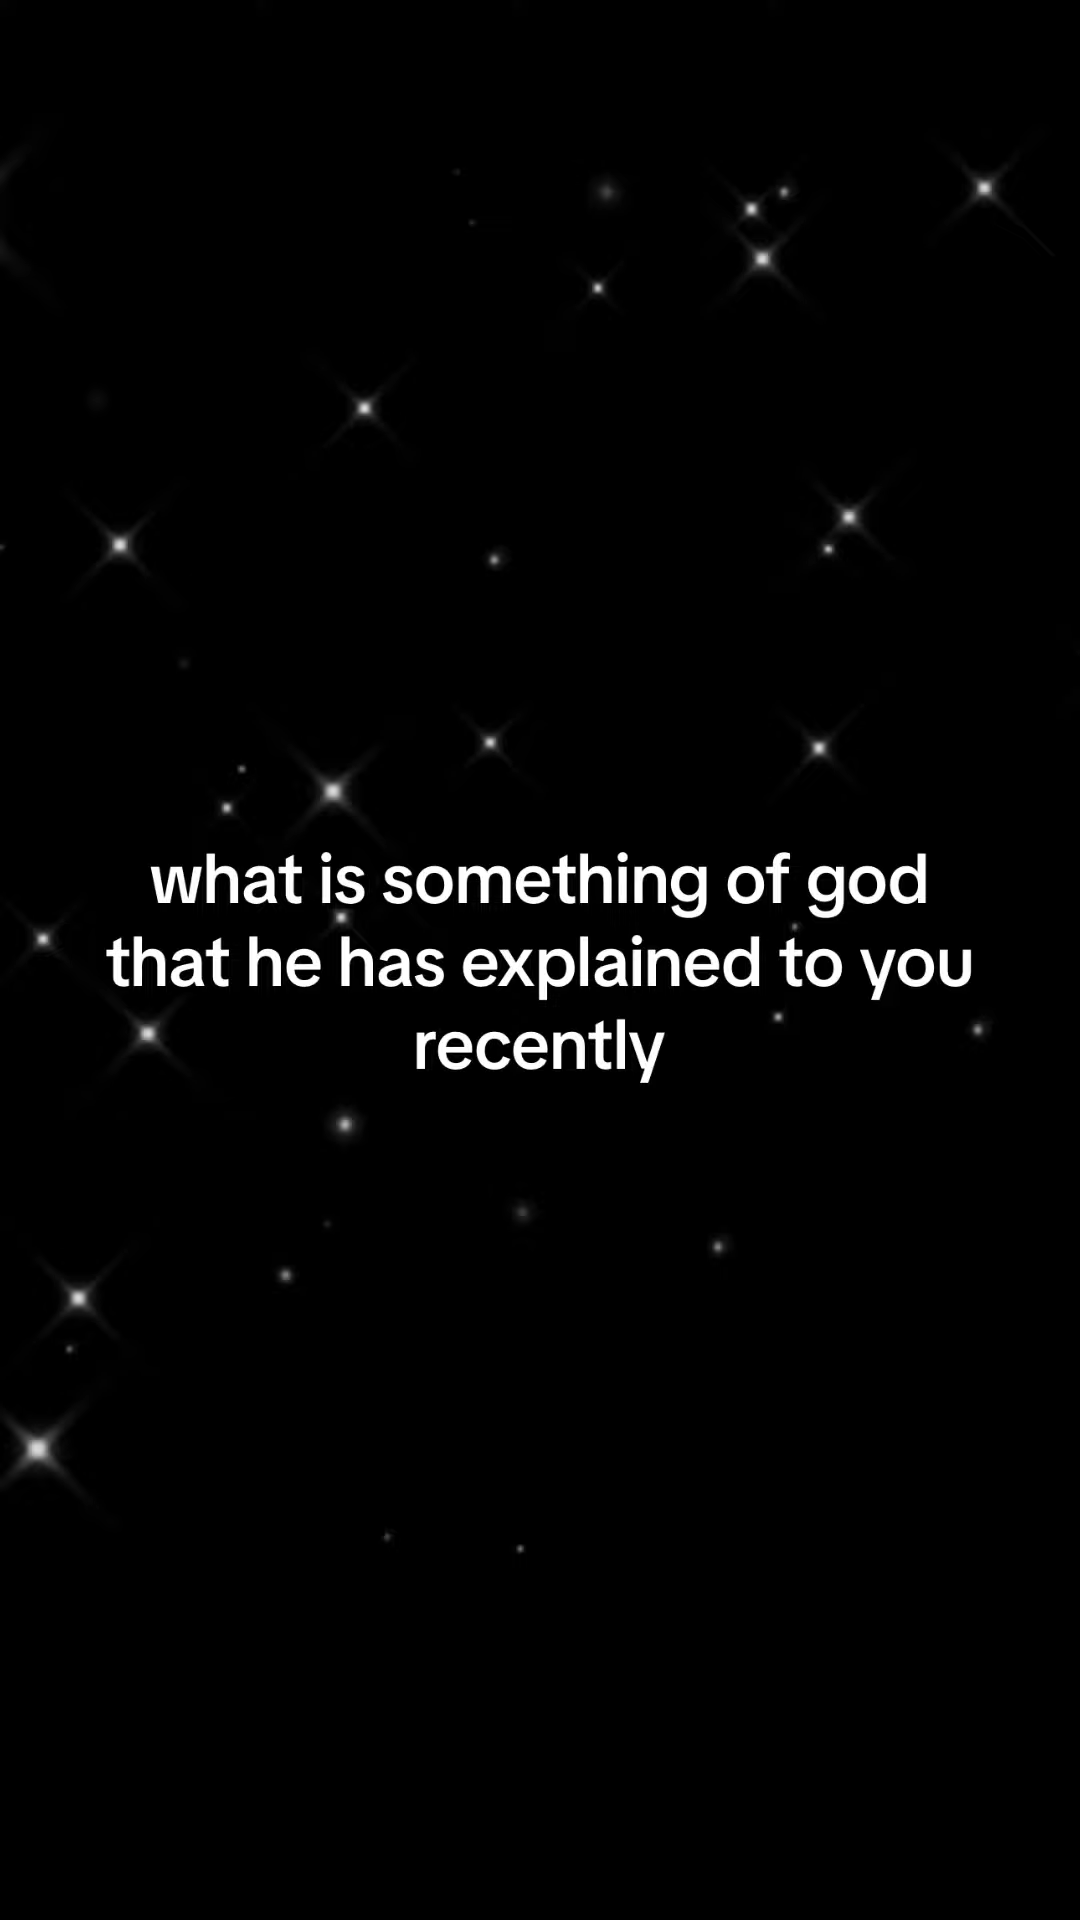 what is something of god
that he has explained to you
recently